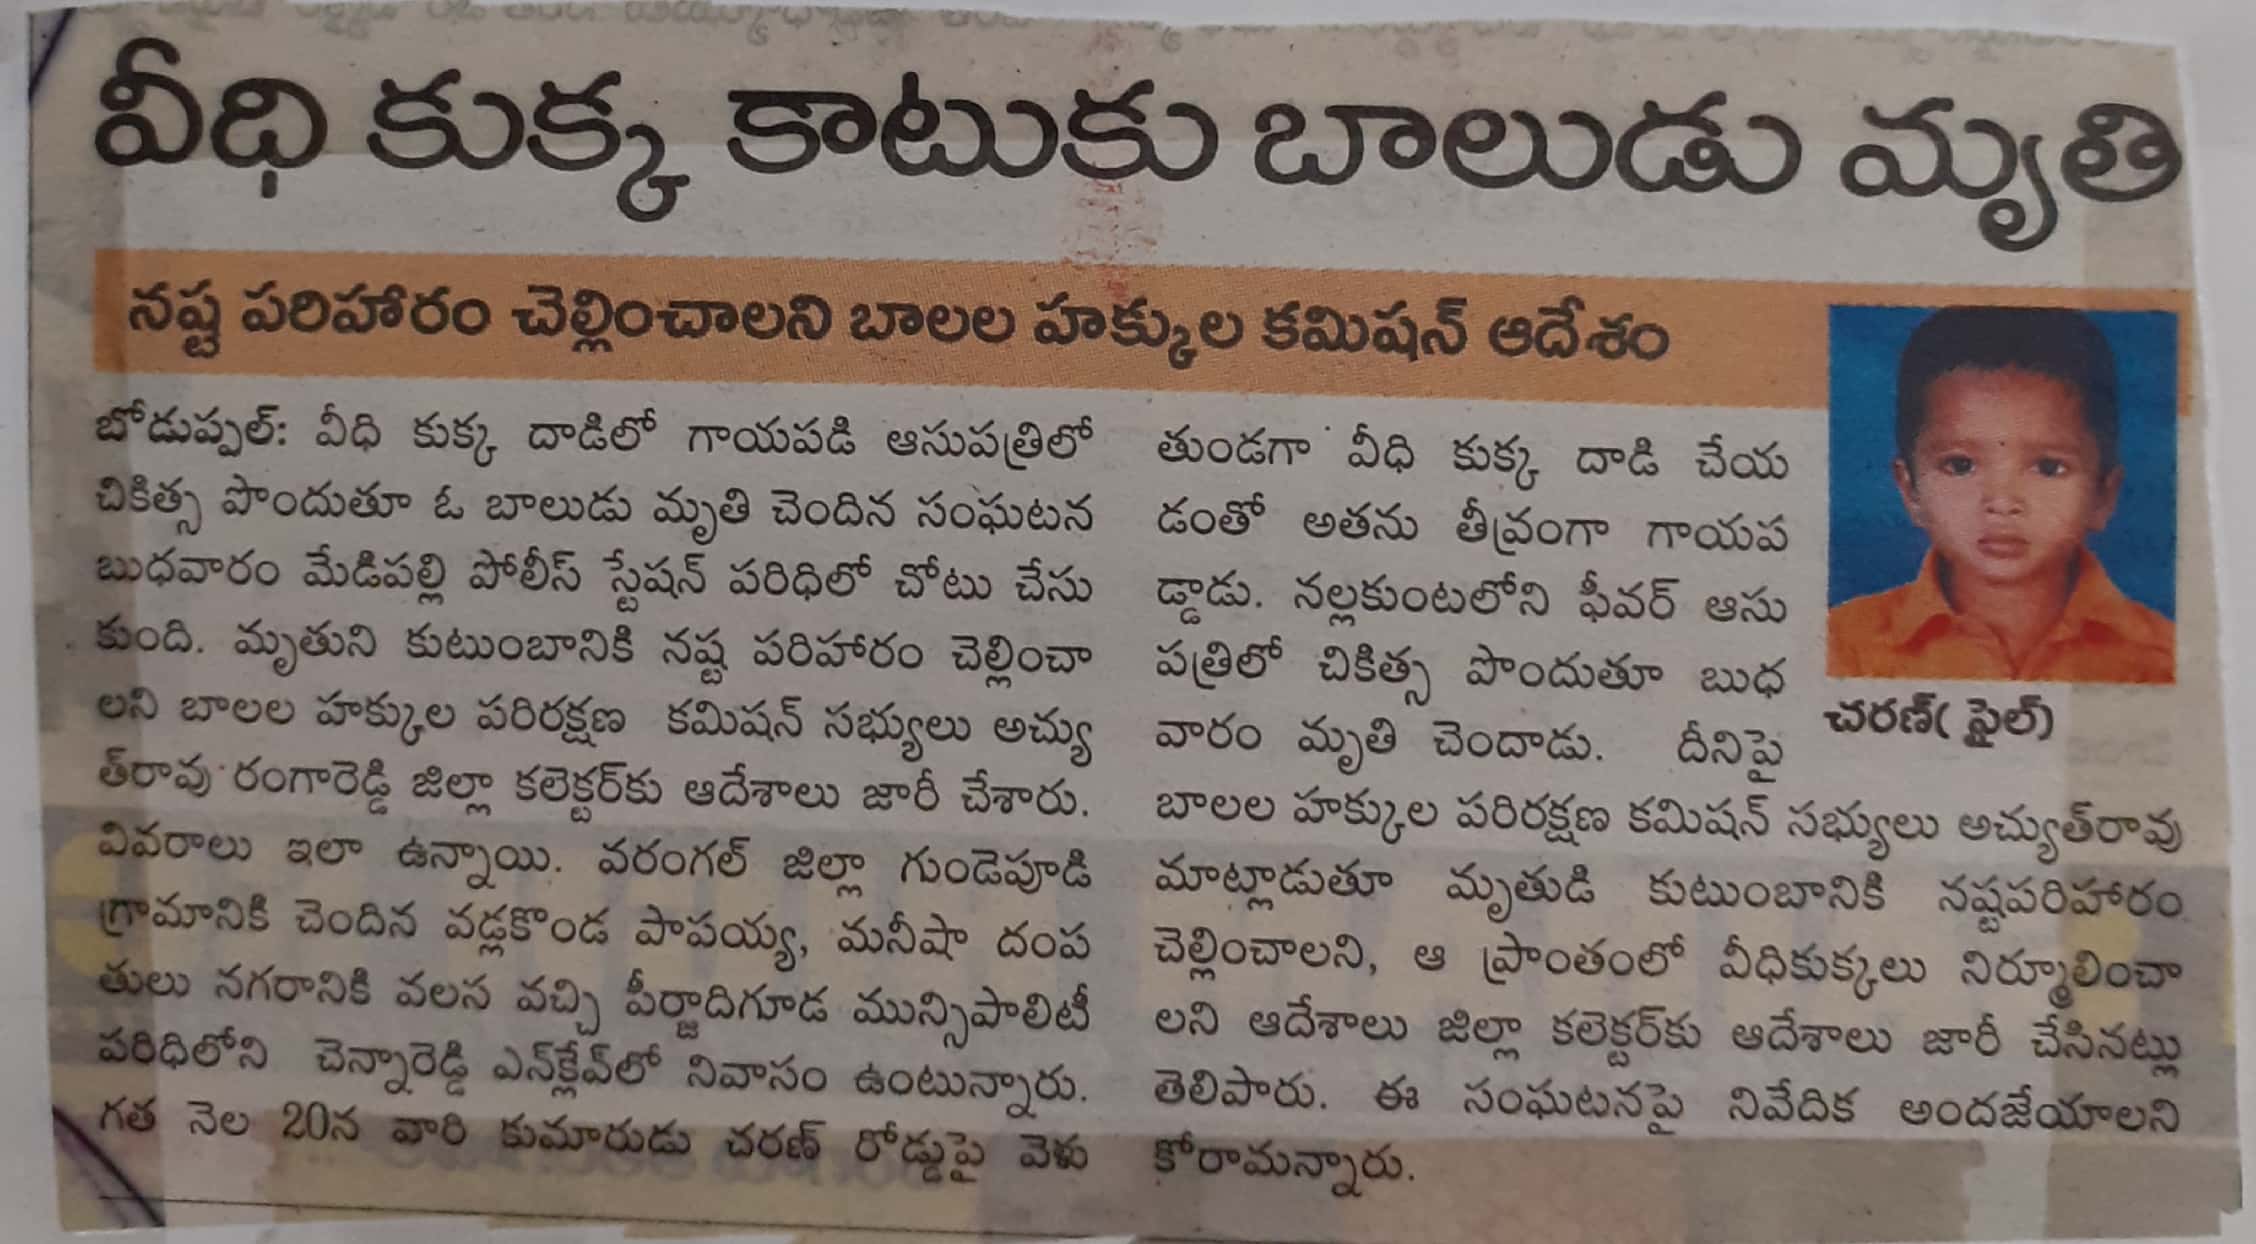 వీధి కుక్క కాటుకు బాలుడు మృతి
నష్ట పరిహారం చెల్లించాలని బాలల హక్కుల కమిషన్ ఆదేశం
బోడుప్పల్: వీధి కుక్క దాడిలో గాయపడి ఆసుపత్రిలో
చికిత్స పొందుతూ ఓ బాలుడు మృతి చెందిన సంఘటన
బుధవారం మేడిపల్లి పోలీస్ స్టేషన్ పరిధిలో చోటు చేసు
కుంది. మృతుని కుటుంబానికి నష్ట పరిహారం చెల్లించా
లని బాలల హక్కుల పరిరక్షణ కమిషన్ సభ్యులు అచ్యు
త్‌రావు రంగారెడ్డి జిల్లా కలెక్టర్‌కు ఆదేశాలు జారీ చేశారు.
వివరాలు ఇలా ఉన్నాయి. వరంగల్ జిల్లా గుండెపూడి
గ్రామానికి చెందిన వడ్లకొండ పాపయ్య, మనీషా దంప
తులు నగరానికి వలస వచ్చి పీర్జాదిగూడ మున్సిపాలిటీ
పరిధిలోని చెన్నారెడ్డి ఎన్‌క్లేవ్‌లో నివాసం ఉంటున్నారు.
గత నెల 20న వారి కుమారుడు చరణ్ రోడ్డుపై వెళు
తుండగా వీధి కుక్క దాడి చేయ
డంతో అతను తీవ్రంగా గాయప
డ్డాడు. నల్లకుంటలోని ఫీవర్ ఆసు
పత్రిలో చికిత్స పొందుతూ బుధ
వారం మృతి చెందాడు. దీనిపై
చరణ్( ఫైల్)
బాలల హక్కుల పరిరక్షణ కమిషన్ సభ్యులు అచ్యుత్‌రావు
మాట్లాడుతూ మృతుడి కుటుంబానికి నష్టపరిహారం
చెల్లించాలని, ఆ ప్రాంతంలో వీధికుక్కలు నిర్మూలించా
లని ఆదేశాలు జిల్లా కలెక్టర్‌కు ఆదేశాలు జారీ చేసినట్లు
తెలిపారు. ఈ సంఘటనపై నివేదిక అందజేయాలని
కోరామన్నారు.